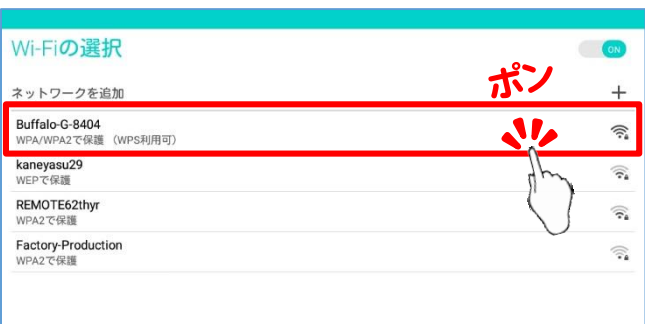 Wi-Fiの選択
ON
ポン
ネットワークを追加
Buffalo-G-8404
WPA/WPA2で保護 (WPS利用可)
kaneyasu29
WEPで保護
REMOTE62thyr
WPA2で保護
Factory-Production
WPA2で保護